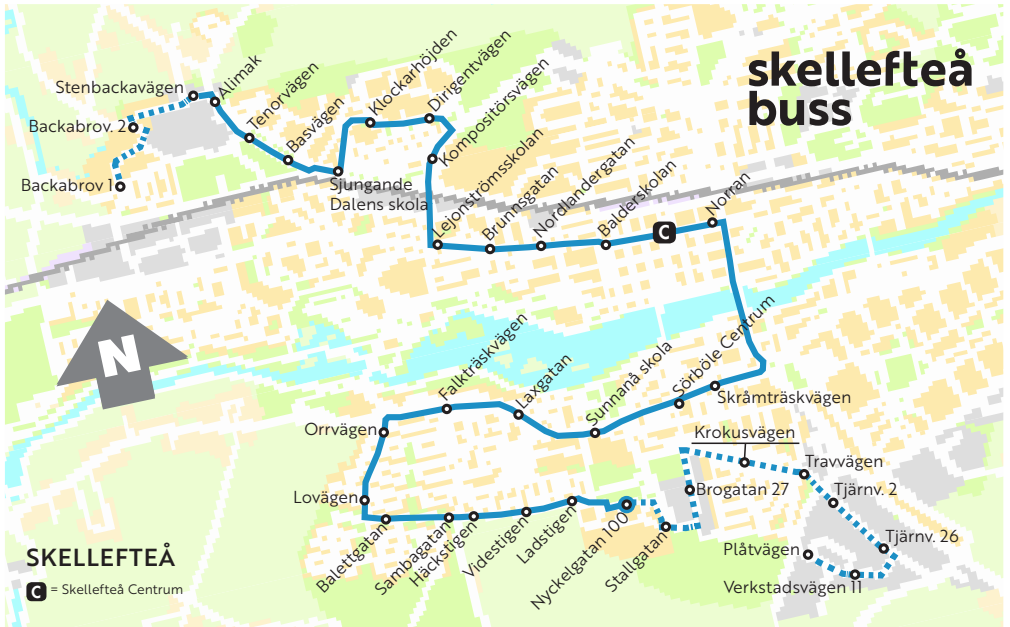 skellefteå
buss
Stenbackavägen
Alimak
Backabrov. 2
Backabrov 1
Tenorvägen
Basvägen
Sjungande
Dalens skola
Klockarhöjden
Dirigentvägen
Kompositörsvägen
Lejonströmsskolan
Brunnsgatan
Nordlandergatan
Balderskolan
C
Norran
N
Sörböle Centrum
Skråmträskvägen
Sunnanå skola
Laxgatan
Falkträskvägen
Orrvägen
Lovägen
Balettgatan
Sambagatan
Häckstigen
Videstigen
Ladstigen
Nyckelgatan 100
Stallgatan
Brogatan 27
Krokusvägen
Travvägen
Tjärnv. 2
Tjärnv. 26
Verkstadsvägen 11
Plåtvägen
SKELLEFTEÅ
C = Skellefteå Centrum